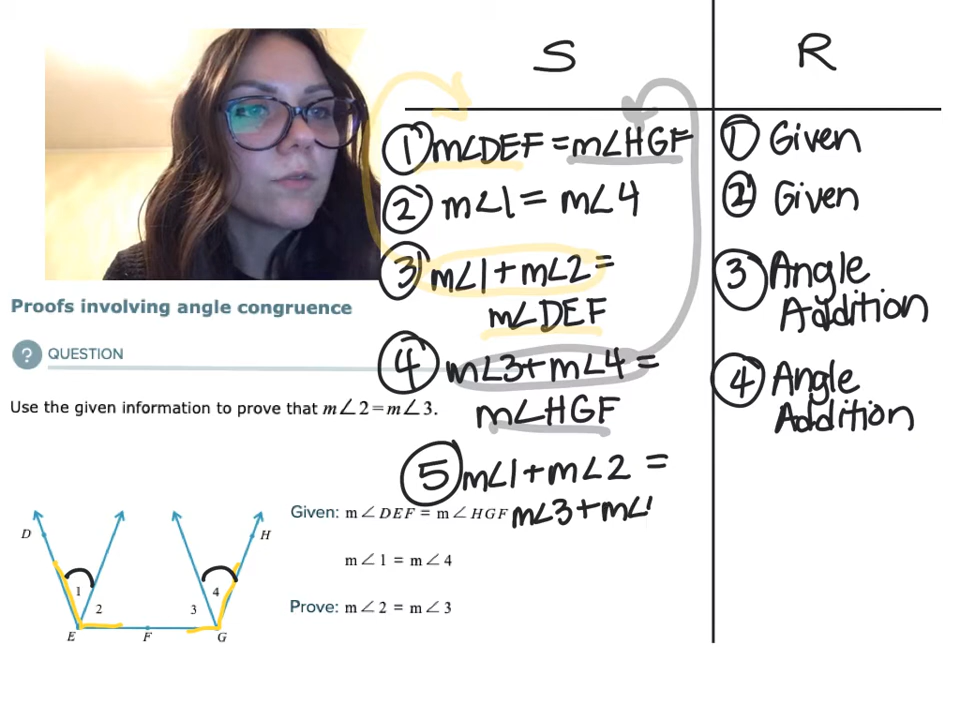 S
R
① m∠DEF = m∠HGF
① Given
② m∠1 = m∠4
② Given
③ m∠1 + m∠2 =
m∠DEF
③ Angle
Addition
④ m∠3 + m∠4 =
m∠HGF
④ Angle
Addition
⑤ m∠1 + m∠2 =
m∠3 + m∠
Proofs involving angle congruence
? QUESTION
Use the given information to prove that m∠2=m∠3.
Given: m∠DEF = m∠HGF
m∠1 = m∠4
Prove: m∠2 = m∠3
D
H
1
2
3
4
E
F
G